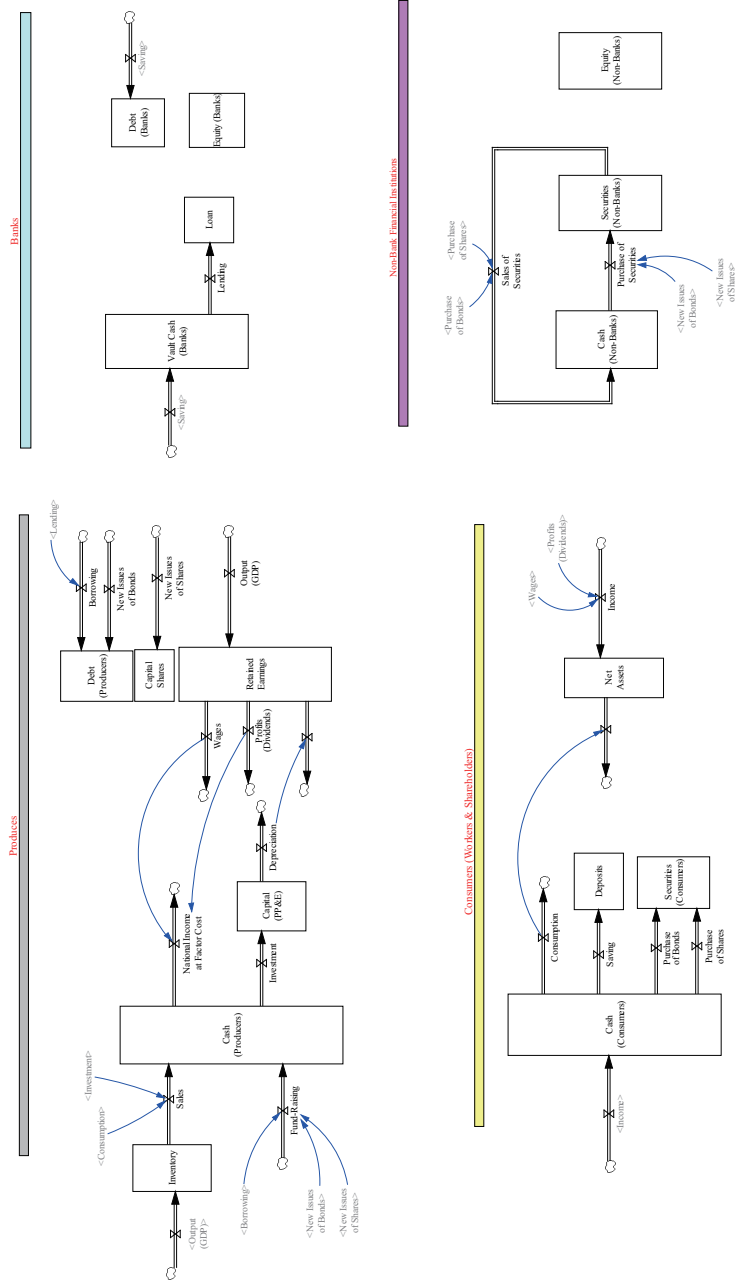 Produces
<Output
(GDP)>
Inventory
<Consumption>
<Investment>
Sales
<Borrowing>
<New Issues
of Bonds>
<New Issues
of Shares>
Fund-Raising
Cash
(Producers)
National Income
at Factor Cost
Investment
Capital
(PP&E)
Depreciation
Wages
Profits
(Dividends)
Retained
Earnings
Output
(GDP)
Debt
(Producers)
Capital
Shares
<Lending>
Borrowing
New Issues
of Bonds
New Issues
of Shares
Banks
<Saving>
Vault Cash
(Banks)
Lending
Loan
Debt
(Banks)
Equity (Banks)
<Saving>
Consumers (Workers & Shareholders)
<Income>
Cash
(Consumers)
Consumption
Saving
Deposits
Purchase
of Bonds
Purchase
of Shares
Securities
(Consumers)
Net
Assets
<Wages>
<Profits
(Dividends)>
Income
Non-Bank Financial Institutions
<Purchase
of Bonds>
<Purchase
of Shares>
Sales of
Securities
Cash
(Non-Banks)
Purchase of
Securities
<New Issues
of Bonds>
<New Issues
of Shares>
Securities
(Non-Banks)
Equity
(Non-Banks)